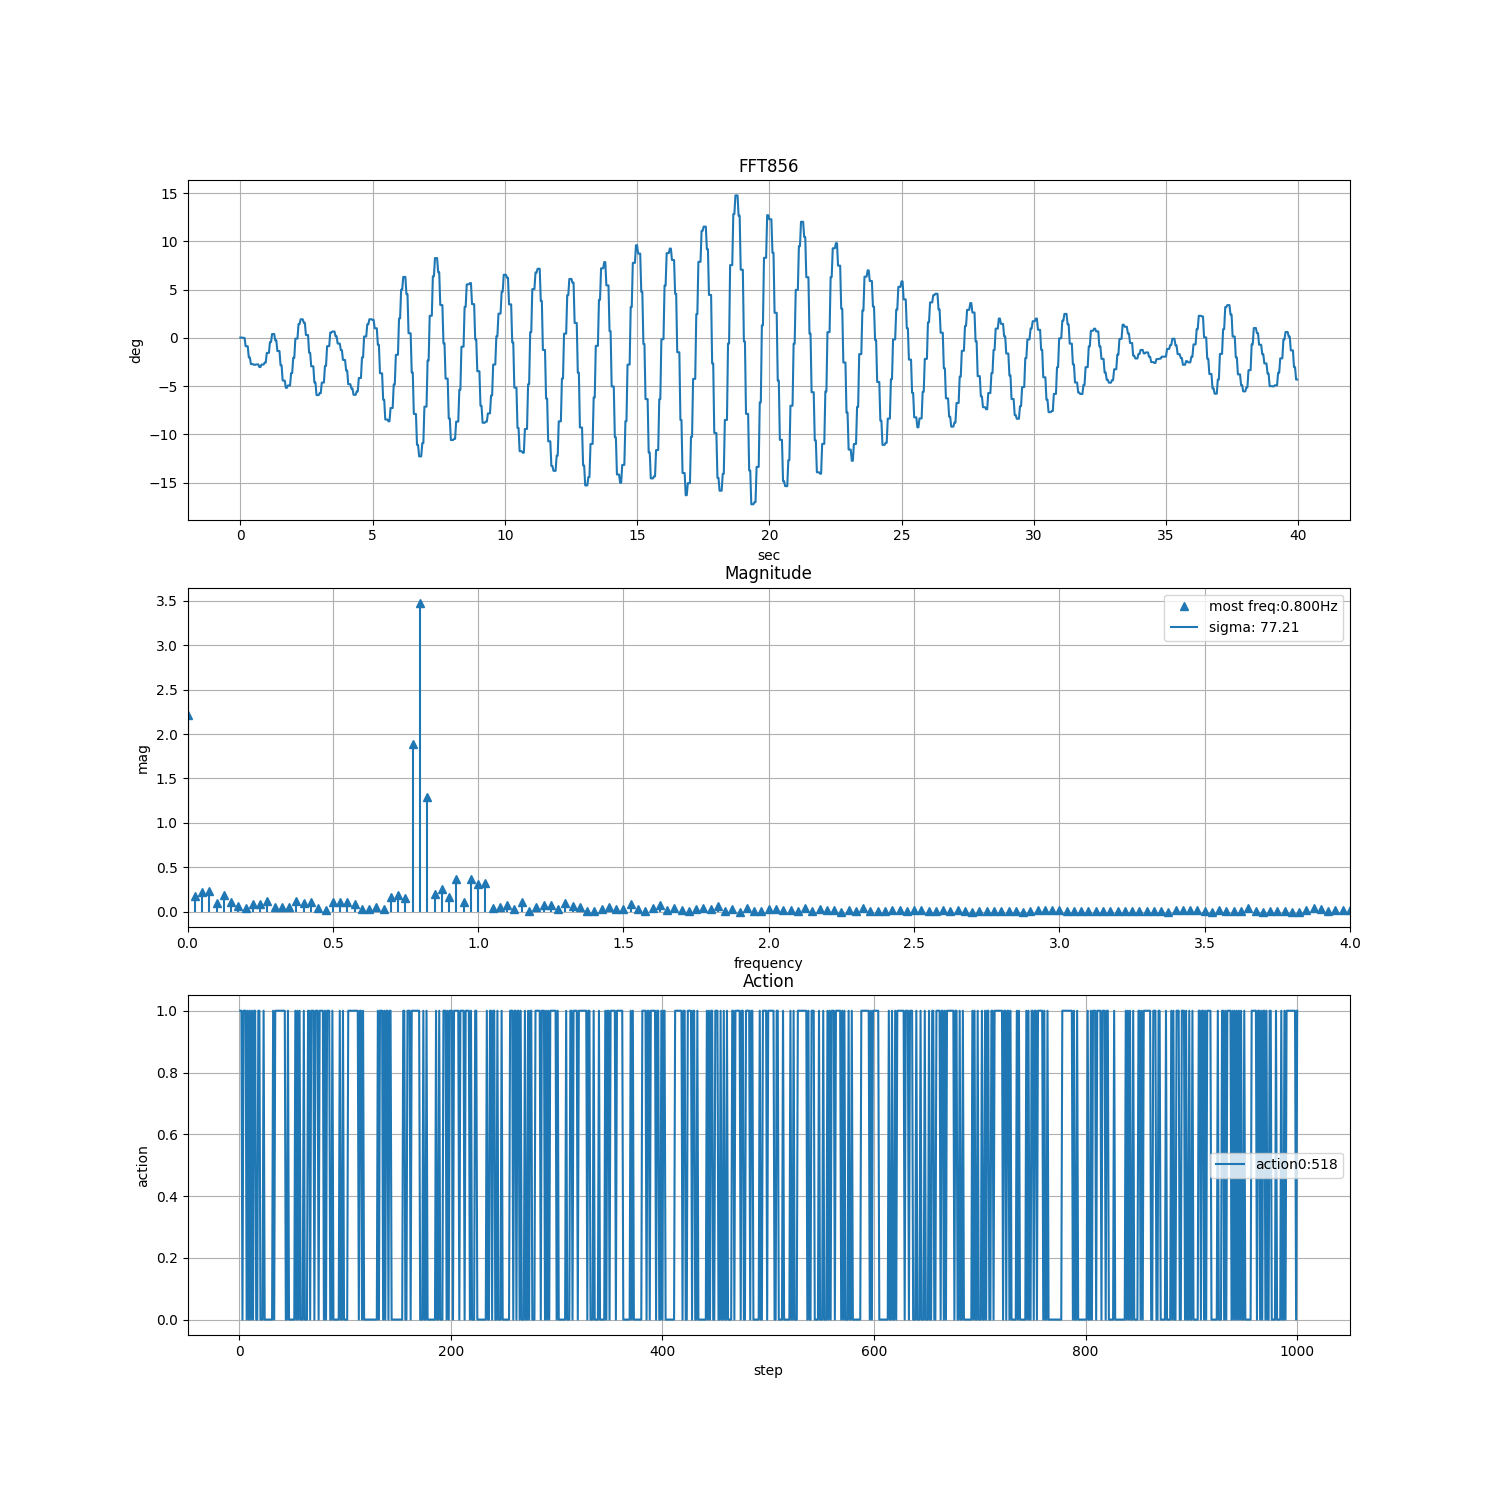 FFT856
15
10
5
0
−5
−10
−15
deg
0 5 10 15 20 25 30 35 40
sec
Magnitude
3.5
3.0
2.5
2.0
1.5
1.0
0.5
0.0
mag
most freq:0.800Hz
sigma: 77.21
0.0 0.5 1.0 1.5 2.0 2.5 3.0 3.5 4.0
frequency
Action
1.0
0.8
0.6
0.4
0.2
0.0
action
action0:518
0 200 400 600 800 1000
step